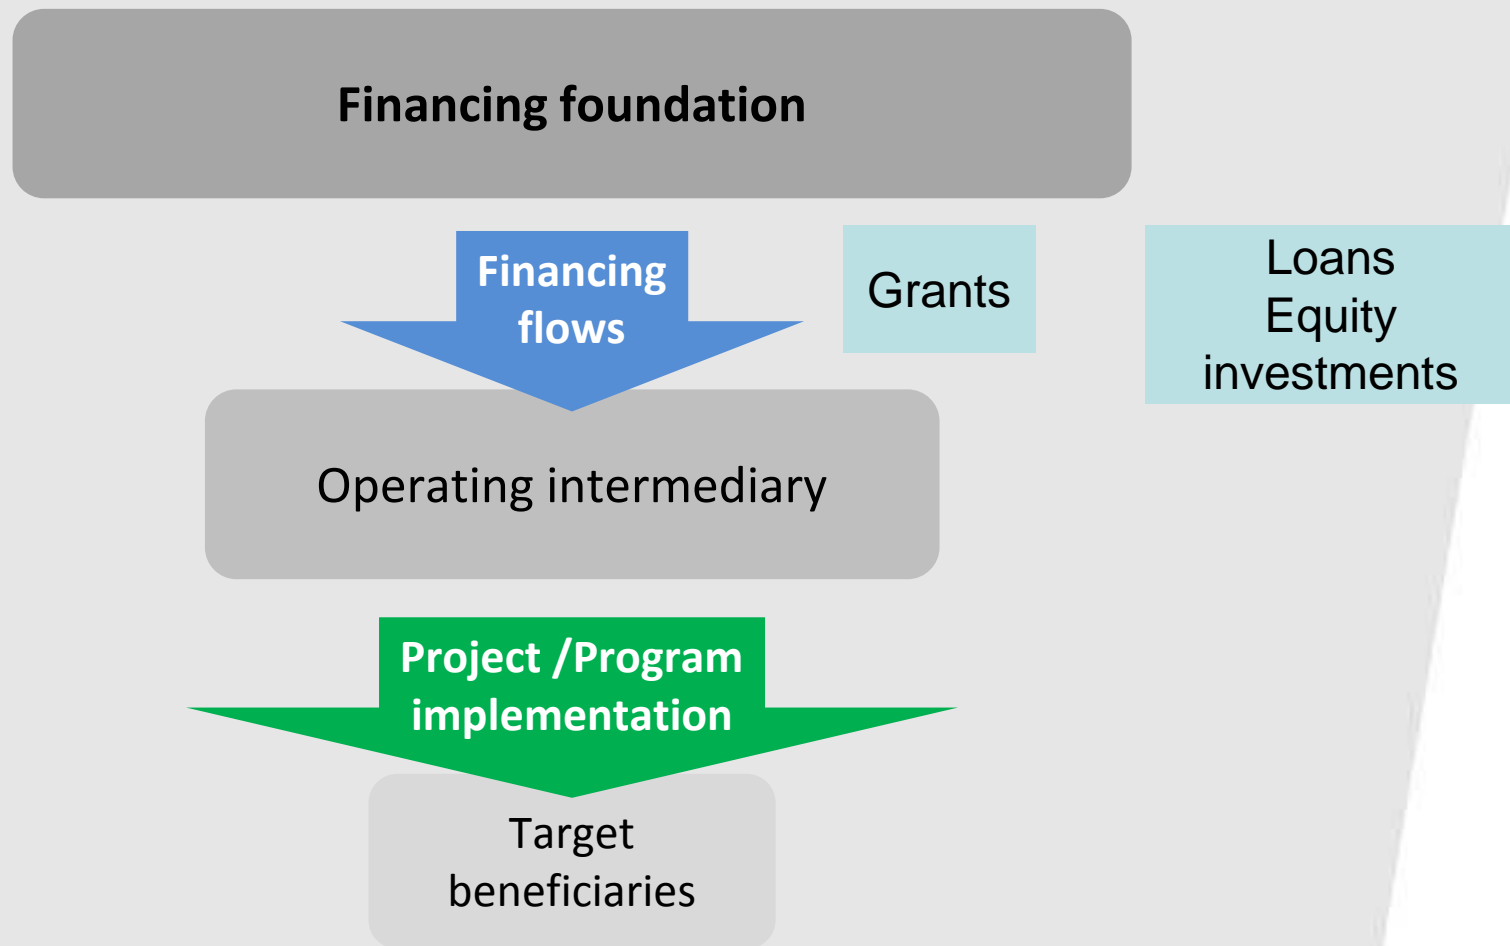 Financing foundation
Financing
flows
Grants
Loans
Equity
investments
Operating intermediary
Project /Program
implementation
Target
beneficiaries